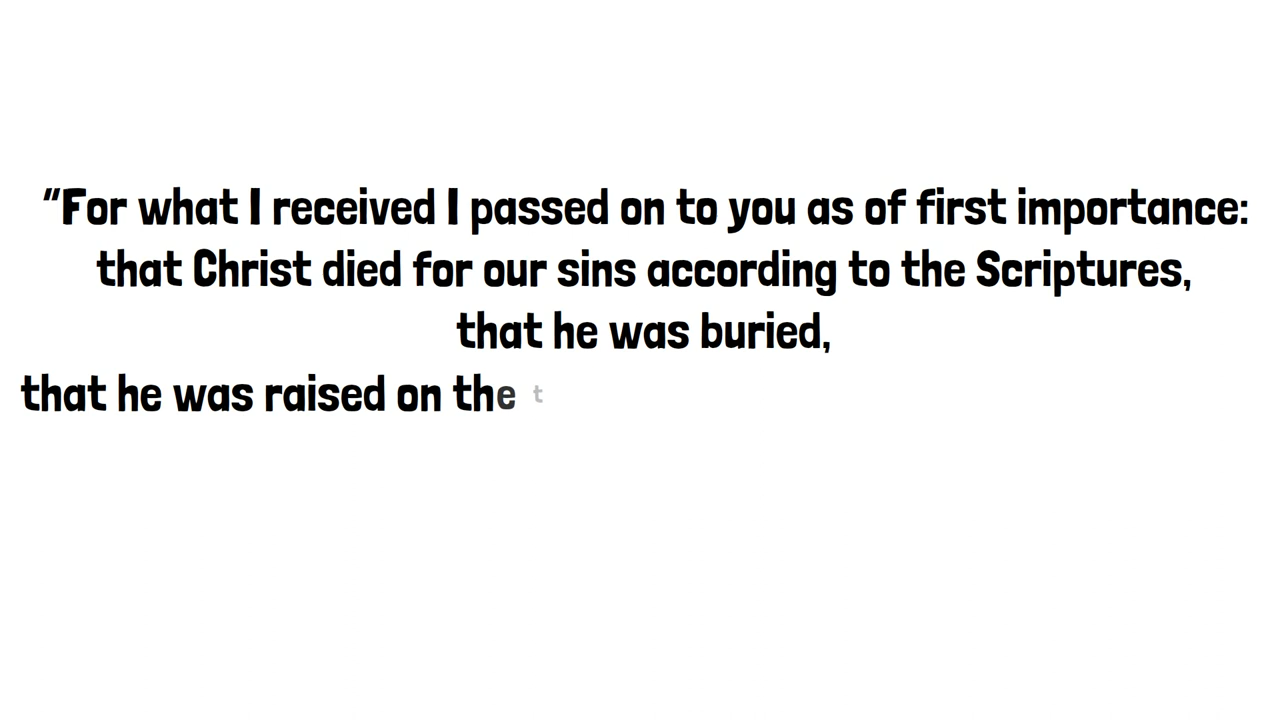 “For what I received I passed on to you as of first importance:
that Christ died for our sins according to the Scriptures,
that he was buried,
that he was raised on the t